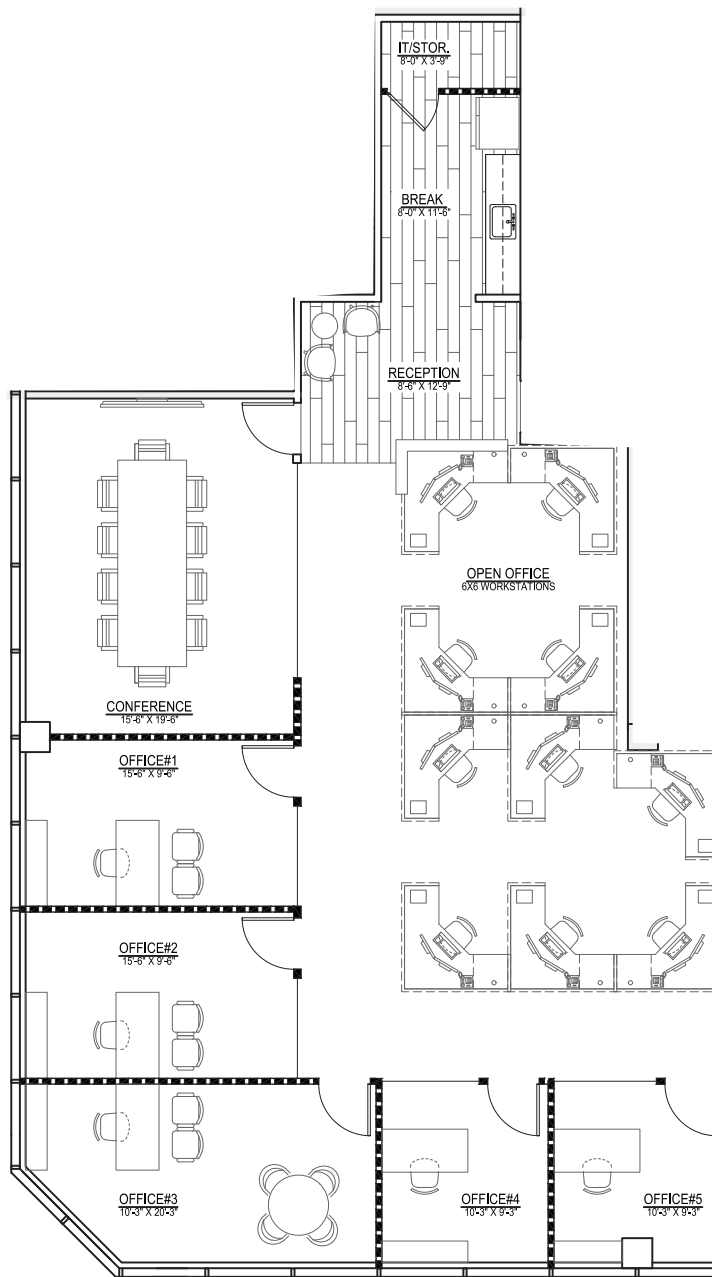 IT/STOR.
8'-0" X 3'-9"
BREAK
8'-0" X 11'-6"
RECEPTION
8'-6" X 12'-9"
OPEN OFFICE
6X6 WORKSTATIONS
CONFERENCE
15'-6" X 19'-6"
OFFICE#1
15'-6" X 9'-6"
OFFICE#2
15'-6" X 9'-6"
OFFICE#3
10'-3" X 20'-3"
OFFICE#4
10'-3" X 9'-3"
OFFICE#5
10'-3" X 9'-3"